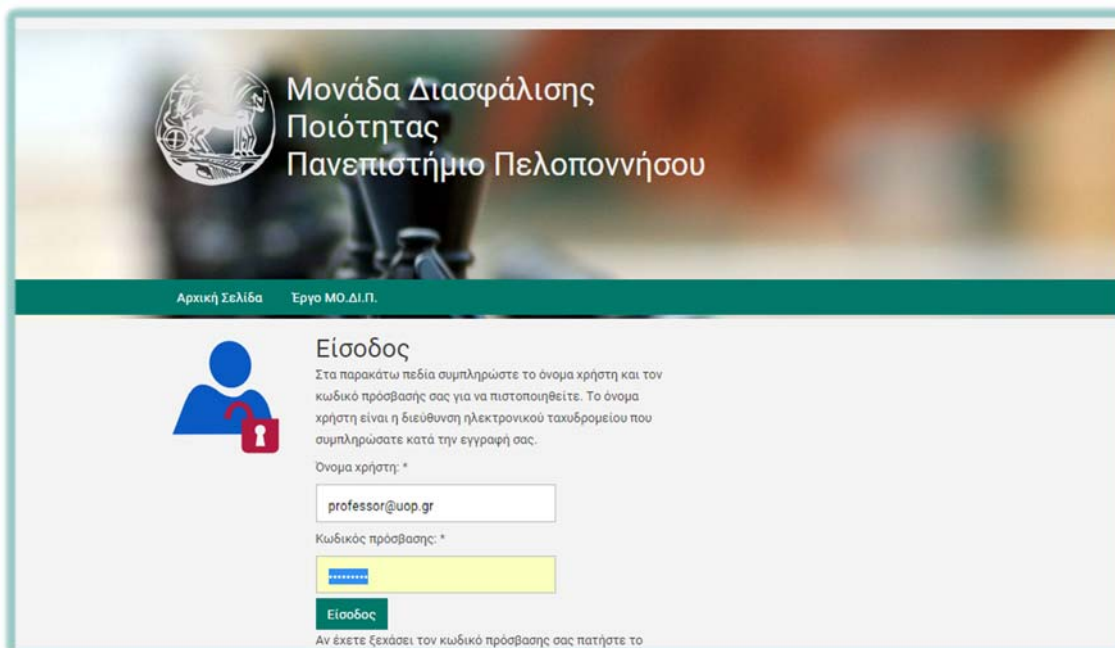 Μονάδα Διασφάλισης
Ποιότητας
Πανεπιστήμιο Πελοποννήσου
Αρχική Σελίδα Έργο ΜΟ.ΔΙ.Π.
Είσοδος
Στα παρακάτω πεδία συμπληρώστε το όνομα χρήστη και τον
κωδικό πρόσβασής σας για να πιστοποιηθείτε. Το όνομα
χρήστη είναι η διεύθυνση ηλεκτρονικού ταχυδρομείου που
συμπληρώσατε κατά την εγγραφή σας.
Όνομα χρήστη: *
professor@uop.gr
Κωδικός πρόσβασης: *
Είσοδος
Αν έχετε ξεχάσει τον κωδικό πρόσβασης σας πατήστε το